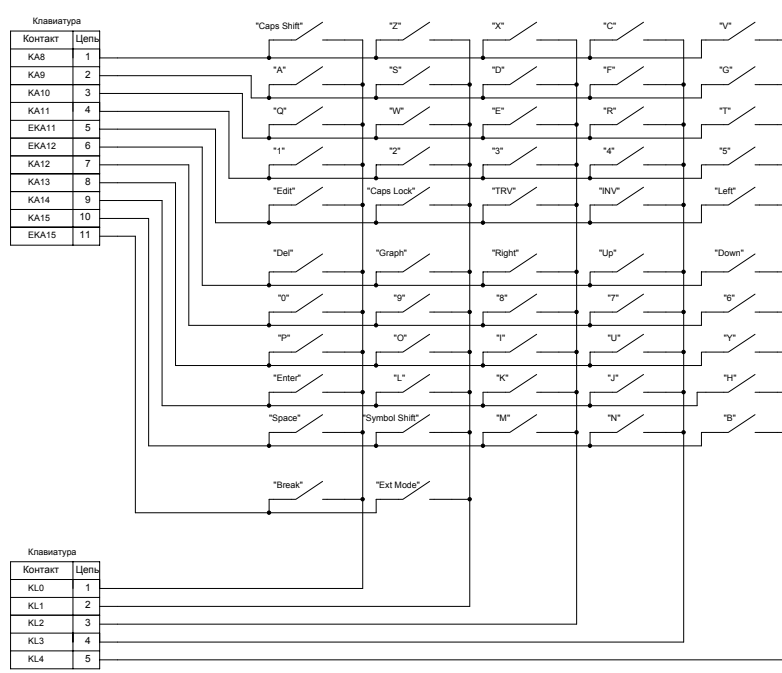 Клавиатура
Контакт Цепь
KA8 1
KA9 2
KA10 3
KA11 4
EKA11 5
EKA12 6
KA12 7
KA13 8
KA14 9
KA15 10
EKA15 11
"Caps Shift" "Z" "X" "C" "V"
"A" "S" "D" "F" "G"
"Q" "W" "E" "R" "T"
"1" "2" "3" "4" "5"
"Edit" "Caps Lock" "TRV" "INV" "Left"
"Del" "Graph" "Right" "Up" "Down"
"0" "9" "8" "7" "6"
"P" "O" "I" "U" "Y"
"Enter" "L" "K" "J" "H"
"Space" "Symbol Shift" "M" "N" "B"
"Break" "Ext Mode"
Клавиатура
Контакт Цепь
KL0 1
KL1 2
KL2 3
KL3 4
KL4 5